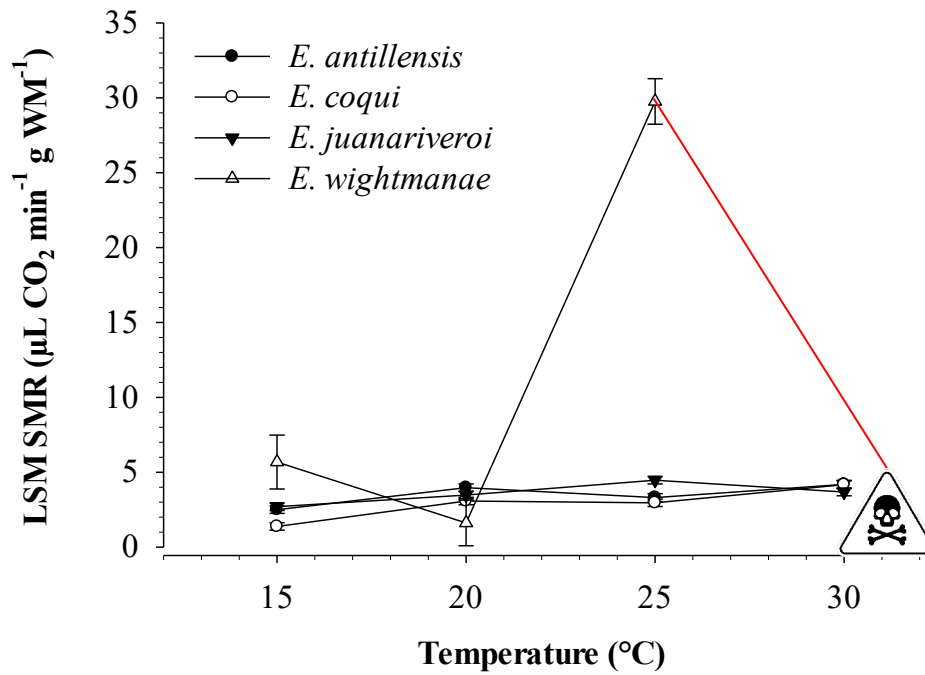 35
30
25
20
15
10
5
0
LSM SMR (µL CO₂ min⁻¹ g WM⁻¹)
E. antillensis
E. coqui
E. juanariveroi
E. wightmanae
15 20 25 30
Temperature (°C)